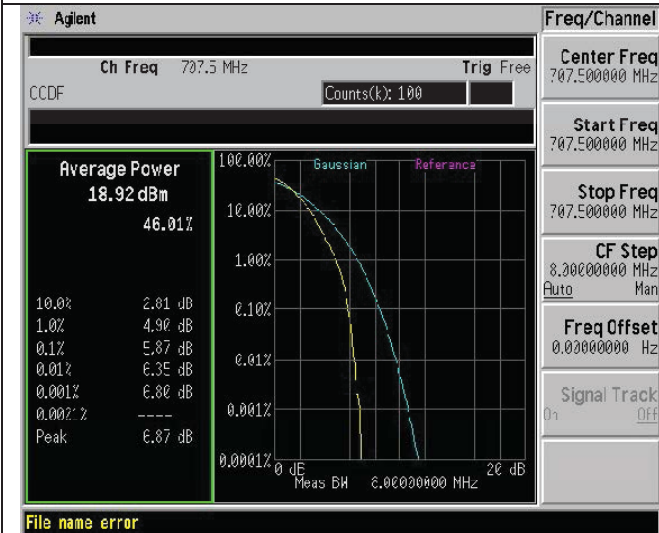 Agilent
Freq/Channel
Ch Freq 707.5 MHz Trig Free
CCDF Counts(k): 100
Average Power
18.92 dBm
46.01%
10.0% 2.81 dB
1.0% 4.90 dB
0.1% 5.87 dB
0.01% 6.35 dB
0.001% 6.80 dB
----
Peak 6.87 dB
Gaussian Reference
100.00%
10.00%
1.00%
0.10%
0.01%
0.001%
0.0001%
0 dB 20 dB
Meas BW 8.00000000 MHz
Center Freq
707.500000 MHz
Start Freq
707.500000 MHz
Stop Freq
707.500000 MHz
CF Step
8.00000000 MHz
Auto Man
Freq Offset
0.00000000 Hz
Signal Track
On Off
File name error